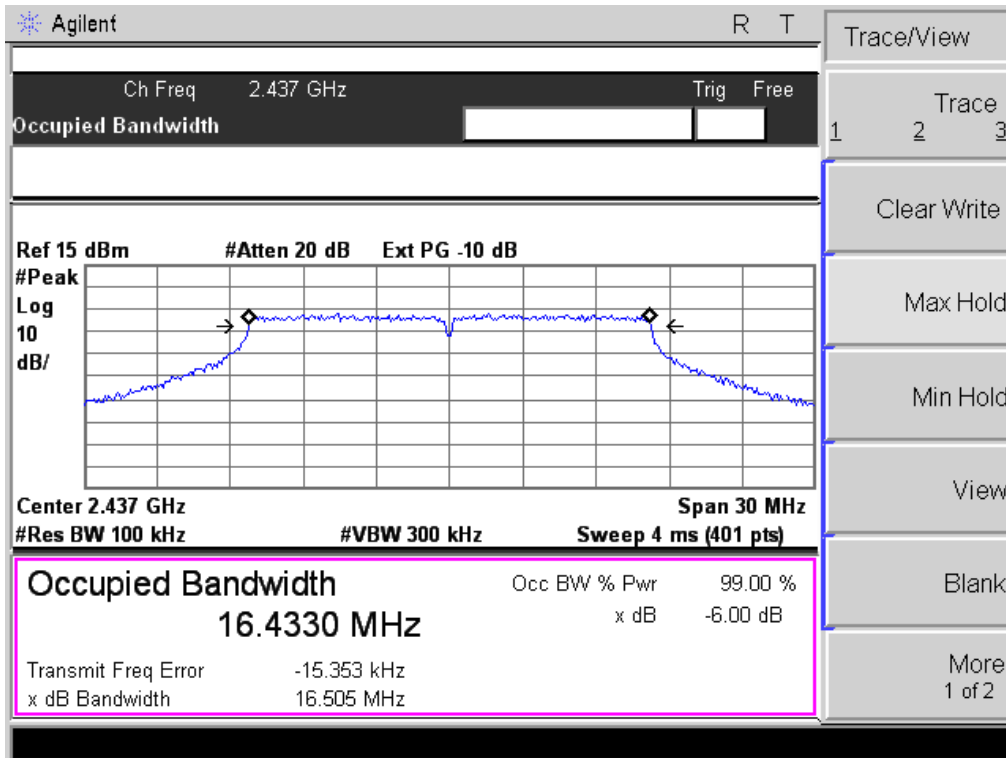 Agilent R T
Trace/View
Ch Freq 2.437 GHz Trig Free
Occupied Bandwidth
Trace
1 2 3
Clear Write
Max Hold
Min Hold
View
Blank
More
1 of 2
Ref 15 dBm #Atten 20 dB Ext PG -10 dB
#Peak
Log
10
dB/
Center 2.437 GHz Span 30 MHz
#Res BW 100 kHz #VBW 300 kHz Sweep 4 ms (401 pts)
Occupied Bandwidth
16.4330 MHz
Occ BW % Pwr 99.00 %
x dB -6.00 dB
Transmit Freq Error -15.353 kHz
x dB Bandwidth 16.505 MHz